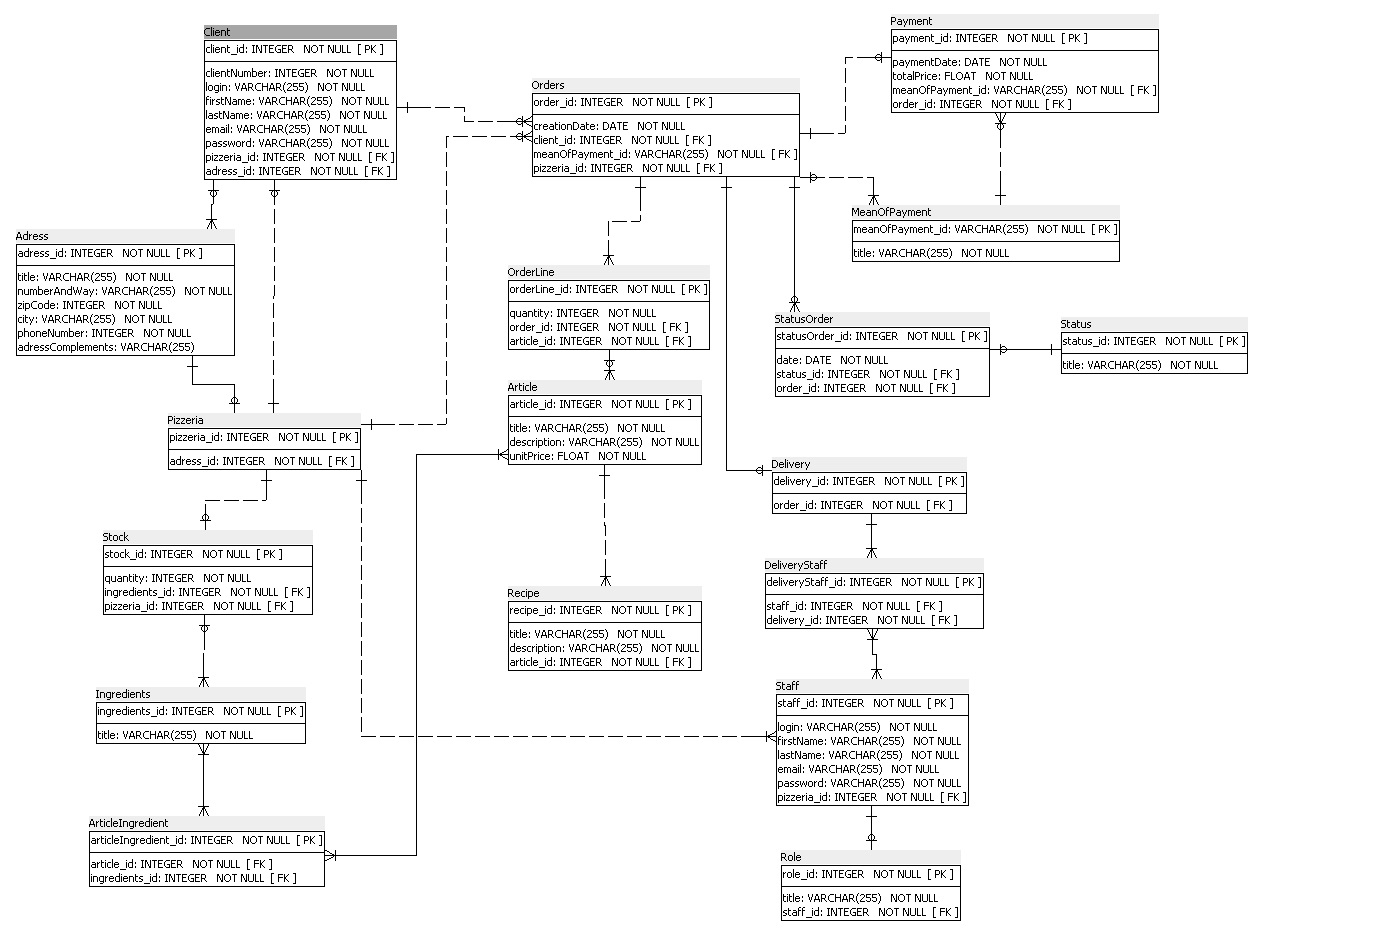 Client
client_id: INTEGER NOT NULL [ PK ]
clientNumber: INTEGER NOT NULL
login: VARCHAR(255) NOT NULL
firstName: VARCHAR(255) NOT NULL
lastName: VARCHAR(255) NOT NULL
email: VARCHAR(255) NOT NULL
password: VARCHAR(255) NOT NULL
pizzeria_id: INTEGER NOT NULL [ FK ]
adress_id: INTEGER NOT NULL [ FK ]
Orders
order_id: INTEGER NOT NULL [ PK ]
creationDate: DATE NOT NULL
client_id: INTEGER NOT NULL [ FK ]
meanOfPayment_id: VARCHAR(255) NOT NULL [ FK ]
pizzeria_id: INTEGER NOT NULL [ FK ]
Payment
payment_id: INTEGER NOT NULL [ PK ]
paymentDate: DATE NOT NULL
totalPrice: FLOAT NOT NULL
meanOfPayment_id: VARCHAR(255) NOT NULL [ FK ]
order_id: INTEGER NOT NULL [ FK ]
MeanOfPayment
meanOfPayment_id: VARCHAR(255) NOT NULL [ PK ]
title: VARCHAR(255) NOT NULL
Adress
adress_id: INTEGER NOT NULL [ PK ]
title: VARCHAR(255) NOT NULL
numberAndWay: VARCHAR(255) NOT NULL
zipCode: INTEGER NOT NULL
city: VARCHAR(255) NOT NULL
phoneNumber: INTEGER NOT NULL
adressComplements: VARCHAR(255)
OrderLine
orderLine_id: INTEGER NOT NULL [ PK ]
quantity: INTEGER NOT NULL
order_id: INTEGER NOT NULL [ FK ]
article_id: INTEGER NOT NULL [ FK ]
StatusOrder
statusOrder_id: INTEGER NOT NULL [ PK ]
date: DATE NOT NULL
status_id: INTEGER NOT NULL [ FK ]
order_id: INTEGER NOT NULL [ FK ]
Status
status_id: INTEGER NOT NULL [ PK ]
title: VARCHAR(255) NOT NULL
Article
article_id: INTEGER NOT NULL [ PK ]
title: VARCHAR(255) NOT NULL
description: VARCHAR(255) NOT NULL
unitPrice: FLOAT NOT NULL
Pizzeria
pizzeria_id: INTEGER NOT NULL [ PK ]
adress_id: INTEGER NOT NULL [ FK ]
Delivery
delivery_id: INTEGER NOT NULL [ PK ]
order_id: INTEGER NOT NULL [ FK ]
Stock
stock_id: INTEGER NOT NULL [ PK ]
quantity: INTEGER NOT NULL
ingredients_id: INTEGER NOT NULL [ FK ]
pizzeria_id: INTEGER NOT NULL [ FK ]
DeliveryStaff
deliveryStaff_id: INTEGER NOT NULL [ PK ]
staff_id: INTEGER NOT NULL [ FK ]
delivery_id: INTEGER NOT NULL [ FK ]
Recipe
recipe_id: INTEGER NOT NULL [ PK ]
title: VARCHAR(255) NOT NULL
description: VARCHAR(255) NOT NULL
article_id: INTEGER NOT NULL [ FK ]
Ingredients
ingredients_id: INTEGER NOT NULL [ PK ]
title: VARCHAR(255) NOT NULL
Staff
staff_id: INTEGER NOT NULL [ PK ]
login: VARCHAR(255) NOT NULL
firstName: VARCHAR(255) NOT NULL
lastName: VARCHAR(255) NOT NULL
email: VARCHAR(255) NOT NULL
password: VARCHAR(255) NOT NULL
pizzeria_id: INTEGER NOT NULL [ FK ]
ArticleIngredient
articleIngredient_id: INTEGER NOT NULL [ PK ]
article_id: INTEGER NOT NULL [ FK ]
ingredients_id: INTEGER NOT NULL [ FK ]
Role
role_id: INTEGER NOT NULL [ PK ]
title: VARCHAR(255) NOT NULL
staff_id: INTEGER NOT NULL [ FK ]